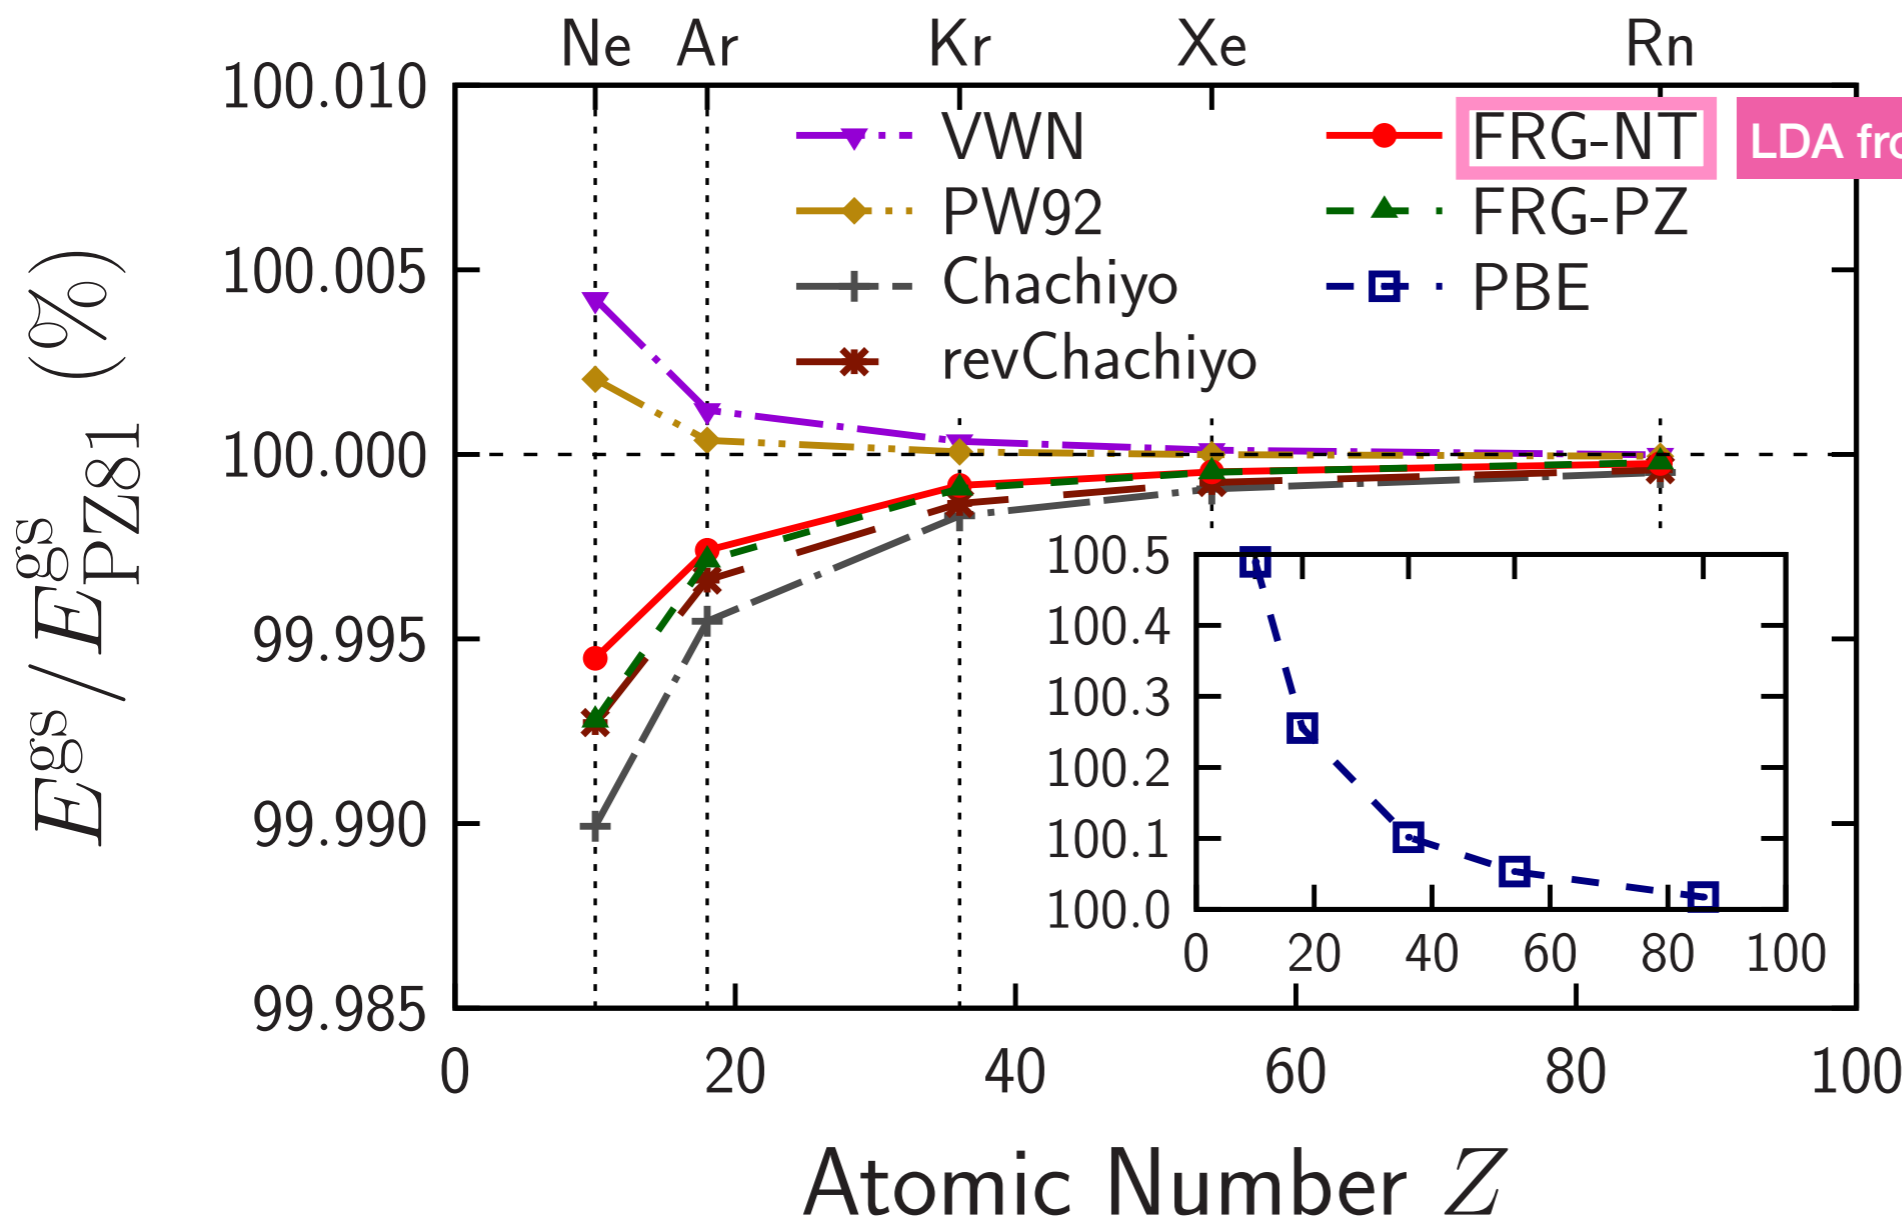 Ne Ar Kr Xe Rn
100.010
100.005
100.000
99.995
99.990
99.985
E^gs / E^gs_PZ81 (%)
VWN
PW92
Chachiyo
revChachiyo
FRG-NT
LDA
FRG-PZ
PBE
100.5
100.4
100.3
100.2
100.1
100.0
0 20 40 60 80 100
0 20 40 60 80 100
Atomic Number Z